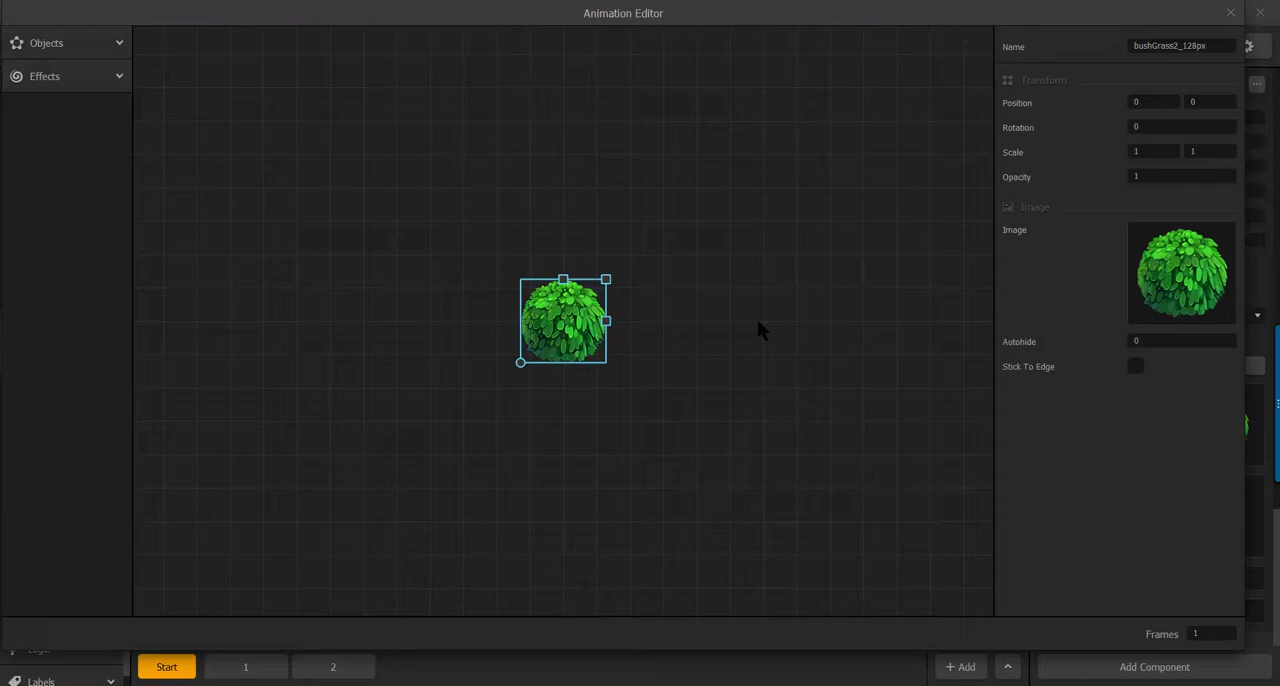 Animation Editor
Objects
Effects
Name bushGrass2_128px
Transform
Position 0 0
Rotation 0
Scale 1 1
Opacity 1
Image
Image
Autohide 0
Stick To Edge
Frames 1
Start 1 2 + Add Add Component
Labels